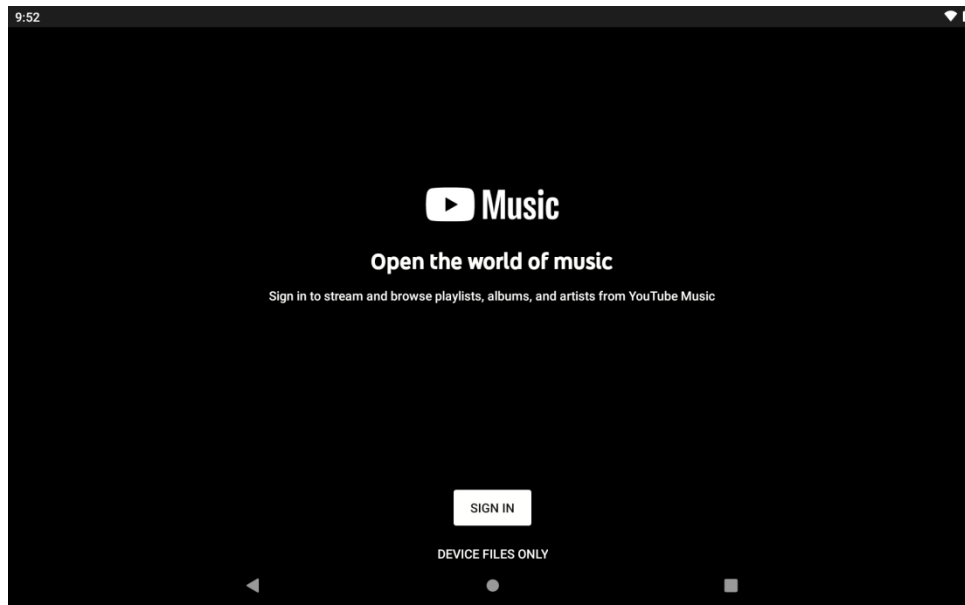 9:52
Music
Open the world of music
Sign in to stream and browse playlists, albums, and artists from YouTube Music
SIGN IN
DEVICE FILES ONLY